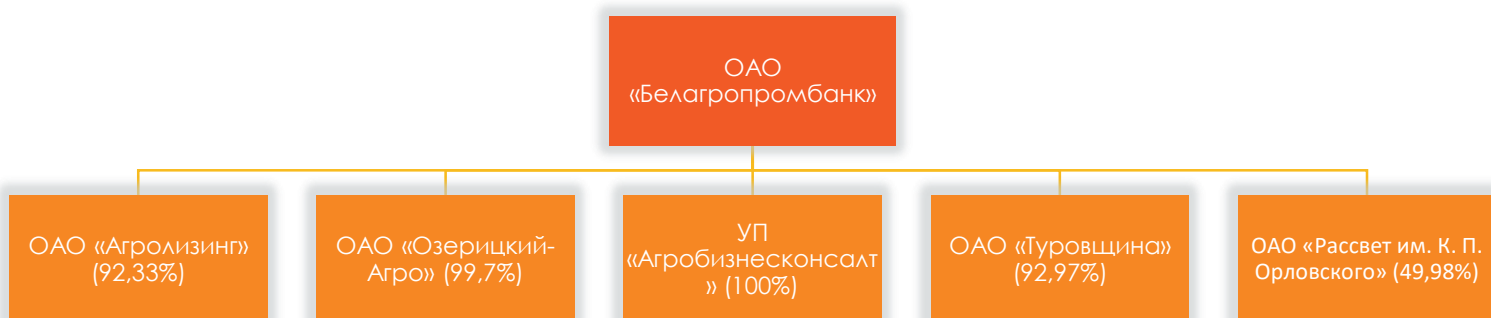 ОАО
«Белагропромбанк»
ОАО «Агролизинг»
(92,33%)
ОАО «Озерицкий-
Агро» (99,7%)
УП
«Агробизнесконсалт
» (100%)
ОАО «Туровщина»
(92,97%)
ОАО «Рассвет им. К. П.
Орловского» (49,98%)